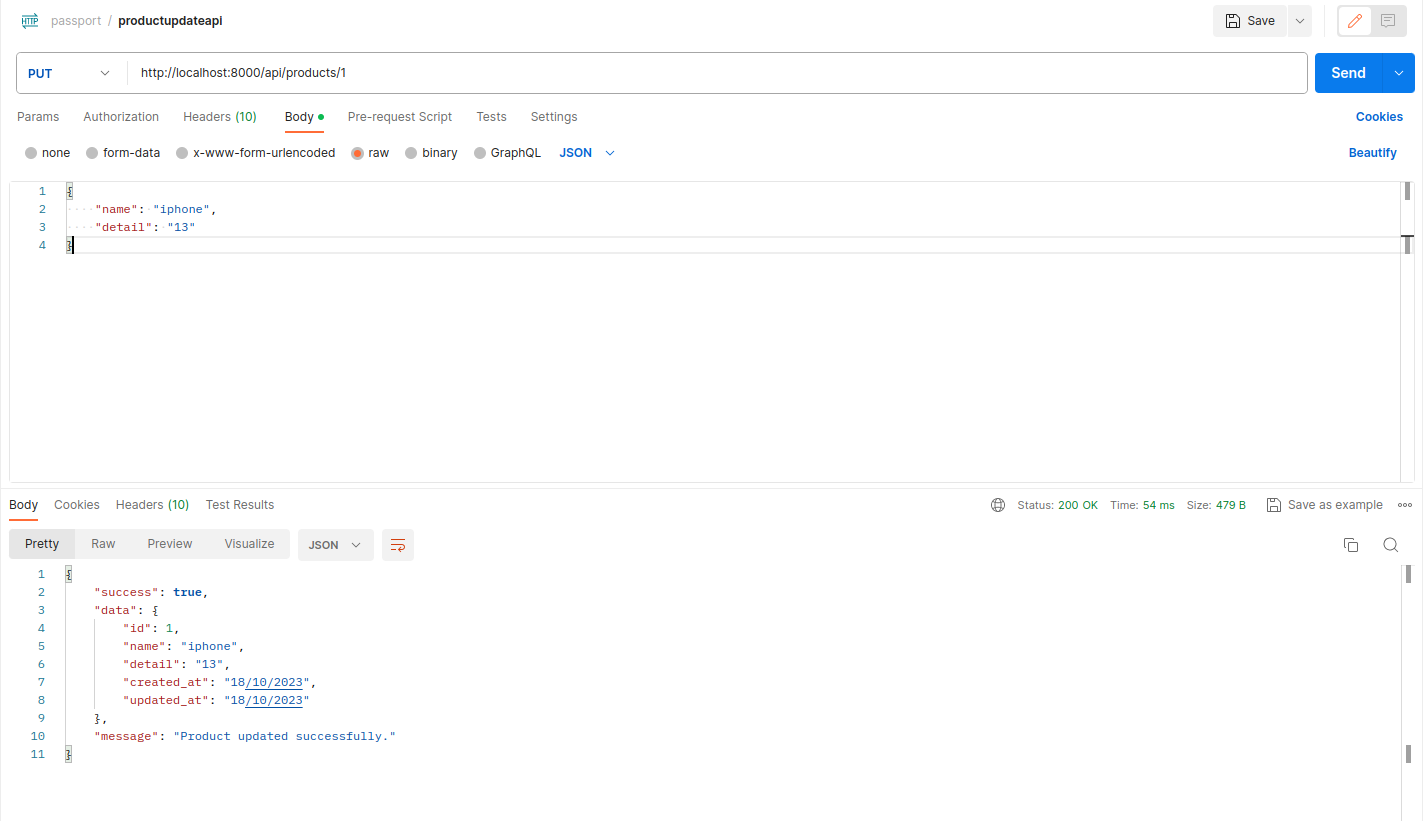 HTTP passport / productupdateapi Save
PUT http://localhost:8000/api/products/1 Send
Params Authorization Headers (10) Body Pre-request Script Tests Settings Cookies
none form-data x-www-form-urlencoded raw binary GraphQL JSON Beautify
1 {
2 "name": "iphone",
3 "detail": "13"
4 }
Body Cookies Headers (10) Test Results Status: 200 OK Time: 54 ms Size: 479 B Save as example
Pretty Raw Preview Visualize JSON
1 {
2 "success": true,
3 "data": {
4 "id": 1,
5 "name": "iphone",
6 "detail": "13",
7 "created_at": "18/10/2023",
8 "updated_at": "18/10/2023"
9 },
10 "message": "Product updated successfully."
11 }